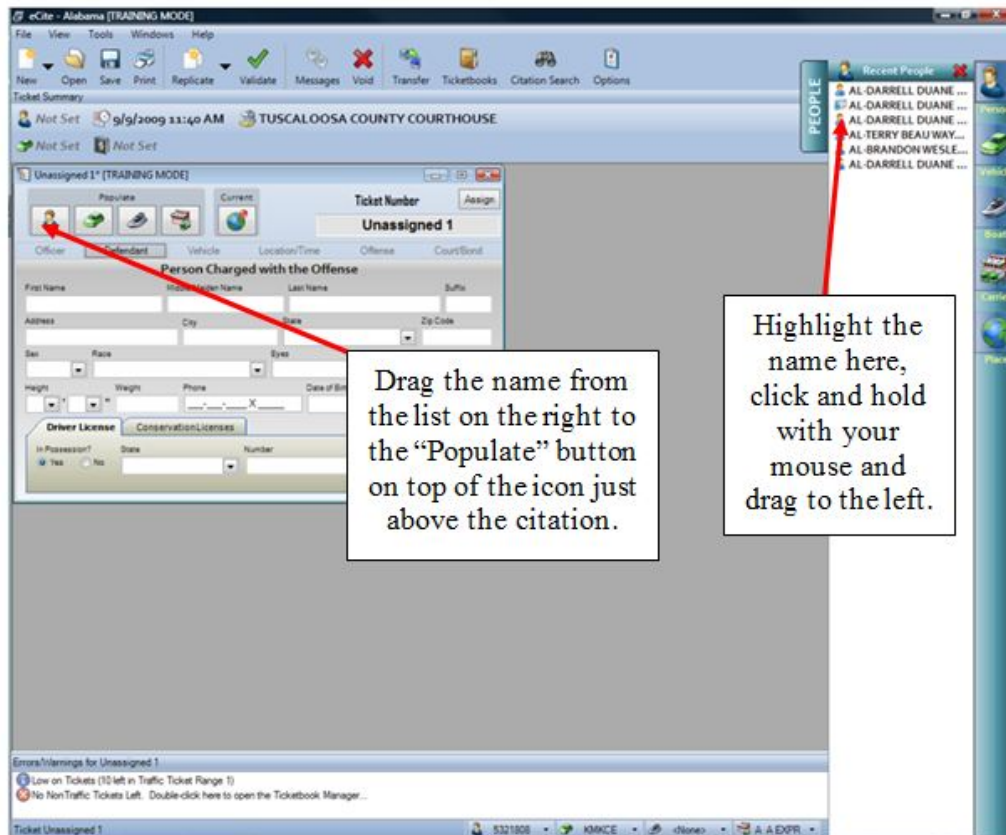 eCite - Alabama [TRAINING MODE]
File View Tools Windows Help
New Open Save Print Replicate Validate Messages Void Transfer Ticketbooks Citation Search Options
Ticket Summary
Not Set 9/9/2009 11:40 AM TUSCALOOSA COUNTY COURTHOUSE
Not Set Not Set
PEOPLE
Recent People
AL-DARRELL DUANE ...
AL-DARRELL DUANE ...
AL-DARRELL DUANE ...
AL-TERRY BEAU WAY...
AL-BRANDON WESLE...
AL-DARRELL DUANE ...
Unassigned 1* [TRAINING MODE]
Populate Current Ticket Number Assign
Unassigned 1
Officer Defendant Vehicle Location/Time Offense Court/Bond
Person Charged with the Offense
First Name Middle/Maiden Name Last Name Suffix
Address City State Zip Code
Sex Race Eyes
Height Weight Phone Date of Bir
' " __-__-____X_____
Driver License Conservation Licenses
In Possession? State Number
Yes No
Drag the name from
the list on the right to
the “Populate” button
on top of the icon just
above the citation.
Highlight the
name here,
click and hold
with your
mouse and
drag to the left.
Errors/Warnings for Unassigned 1
Low on Tickets (10 left in Traffic Ticket Range 1)
No NonTraffic Tickets Left. Double-click here to open the Ticketbook Manager...
Ticket Unassigned 1 5321808 KMKCE <None> A A EXPR